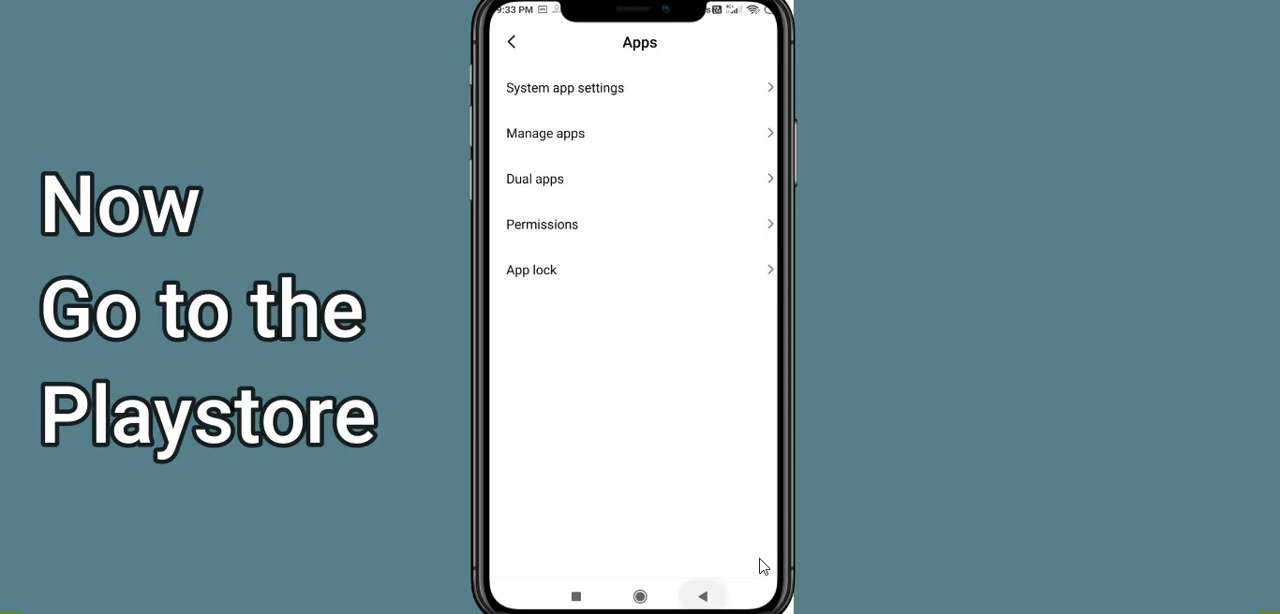 Now
Go to the
Playstore
9:33 PM
Apps
System app settings
Manage apps
Dual apps
Permissions
App lock